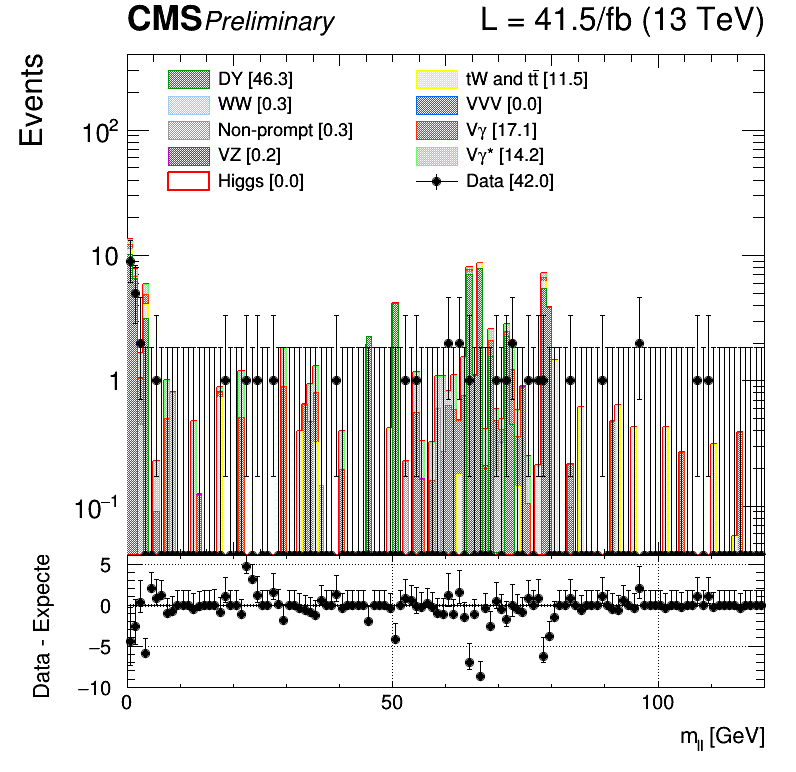 CMS Preliminary L = 41.5/fb (13 TeV)
Events
DY [46.3] tW and tt̄ [11.5]
WW [0.3] VVV [0.0]
Non-prompt [0.3] Vγ [17.1]
VZ [0.2] Vγ* [14.2]
Higgs [0.0] Data [42.0]
10²
10
1
10⁻¹
Data - Expecte
5
0
−5
−10
0 50 100
m_ll [GeV]